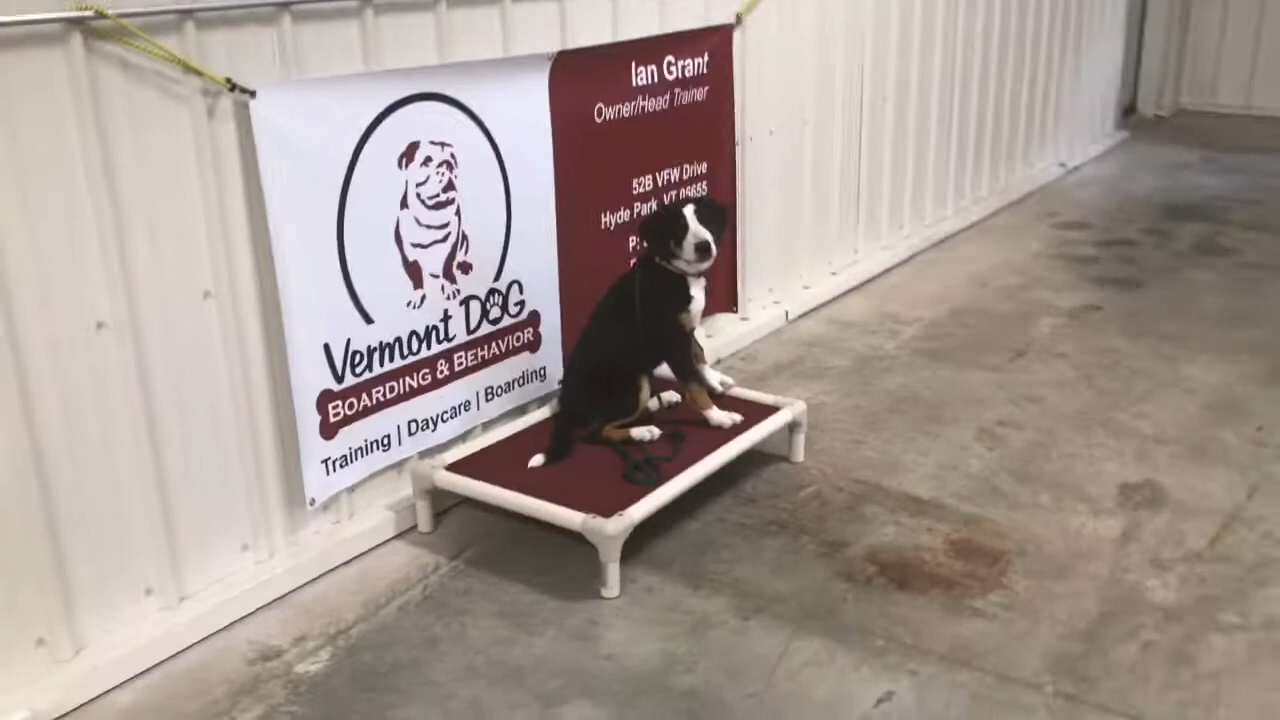 Vermont DOG
BOARDING & BEHAVIOR
Training | Daycare | Boarding
Ian Grant
Owner/Head Trainer
52B VFW Drive
Hyde Park, VT 05655
P: